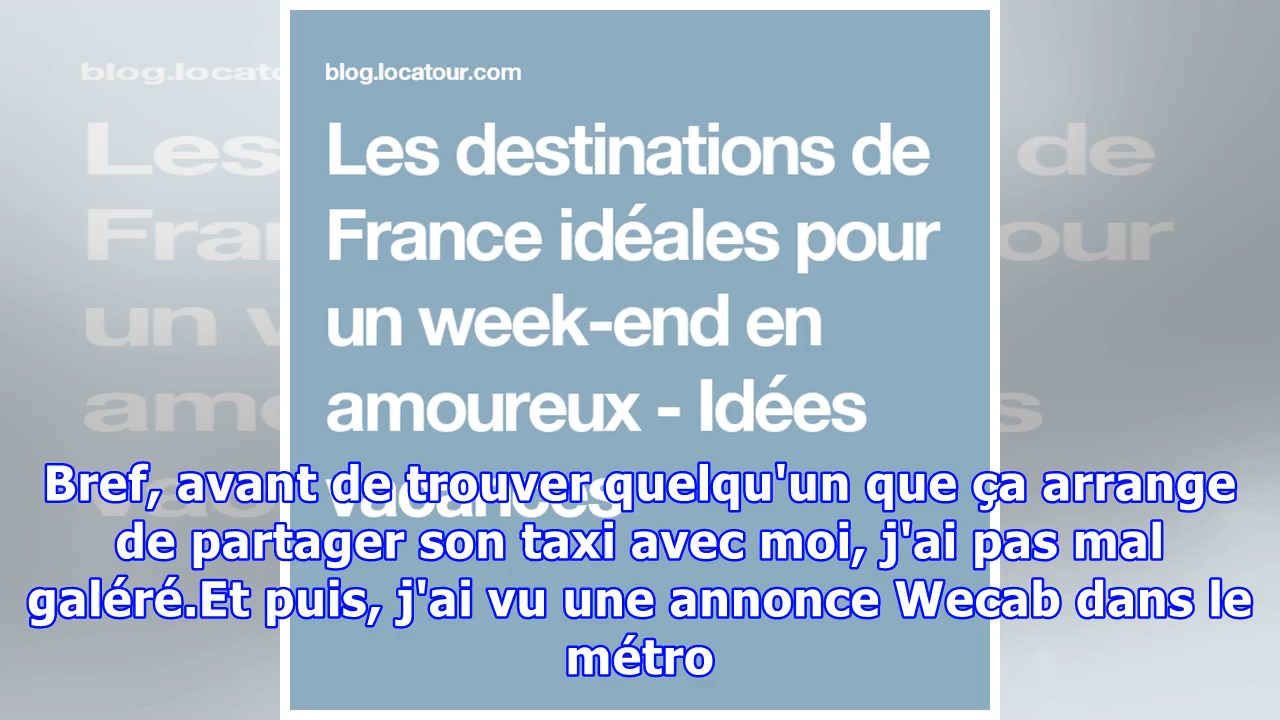 blog.locatour.com
Les destinations de
France idéales pour
un week-end en
amoureux - Idées
vacances
Bref, avant de trouver quelqu'un que ça arrange
de partager son taxi avec moi, j'ai pas mal
galéré.Et puis, j'ai vu une annonce Wecab dans le
métro